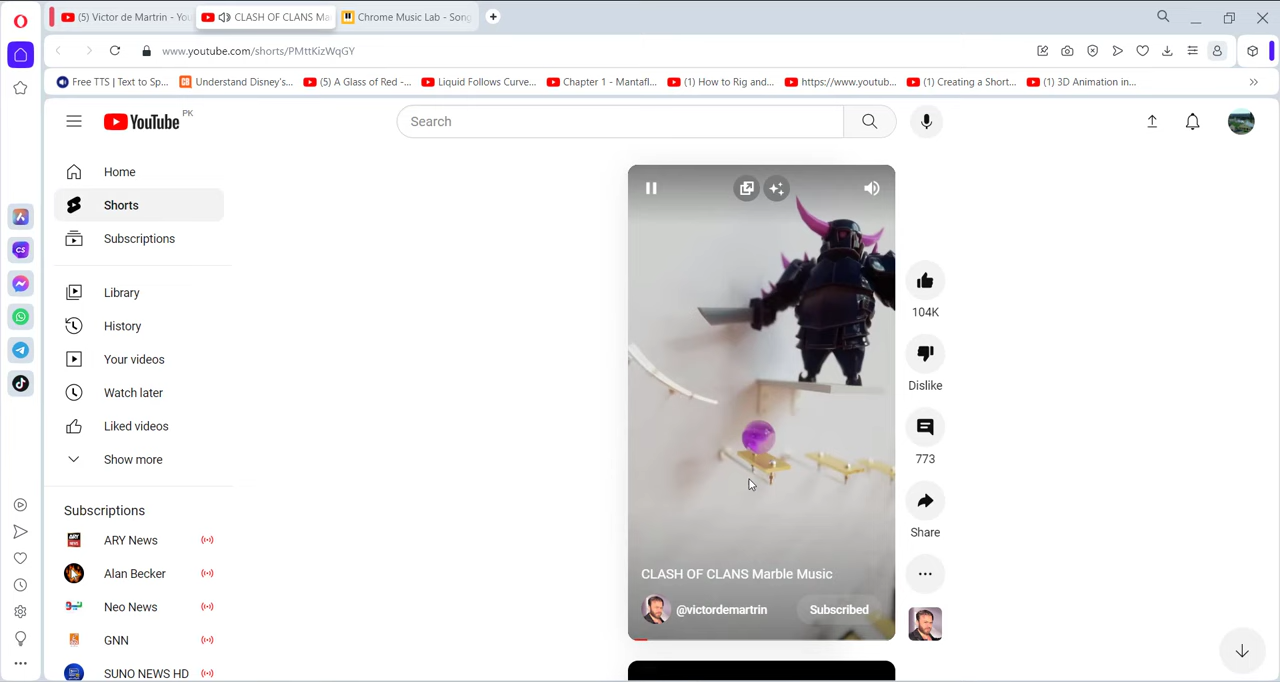 (5) Victor de Martrin - You
CLASH OF CLANS Ma
Chrome Music Lab - Song
www.youtube.com/shorts/PMttKizWqGY
Free TTS | Text to Sp...
Understand Disney's...
(5) A Glass of Red -...
Liquid Follows Curve...
Chapter 1 - Mantafl...
(1) How to Rig and...
https://www.youtub...
(1) Creating a Short...
(1) 3D Animation in...
YouTube PK
Search
Home
Shorts
Subscriptions
Library
History
Your videos
Watch later
Liked videos
Show more
Subscriptions
ARY News
Alan Becker
Neo News
GNN
SUNO NEWS HD
104K
Dislike
773
Share
CLASH OF CLANS Marble Music
@victordemartrin
Subscribed